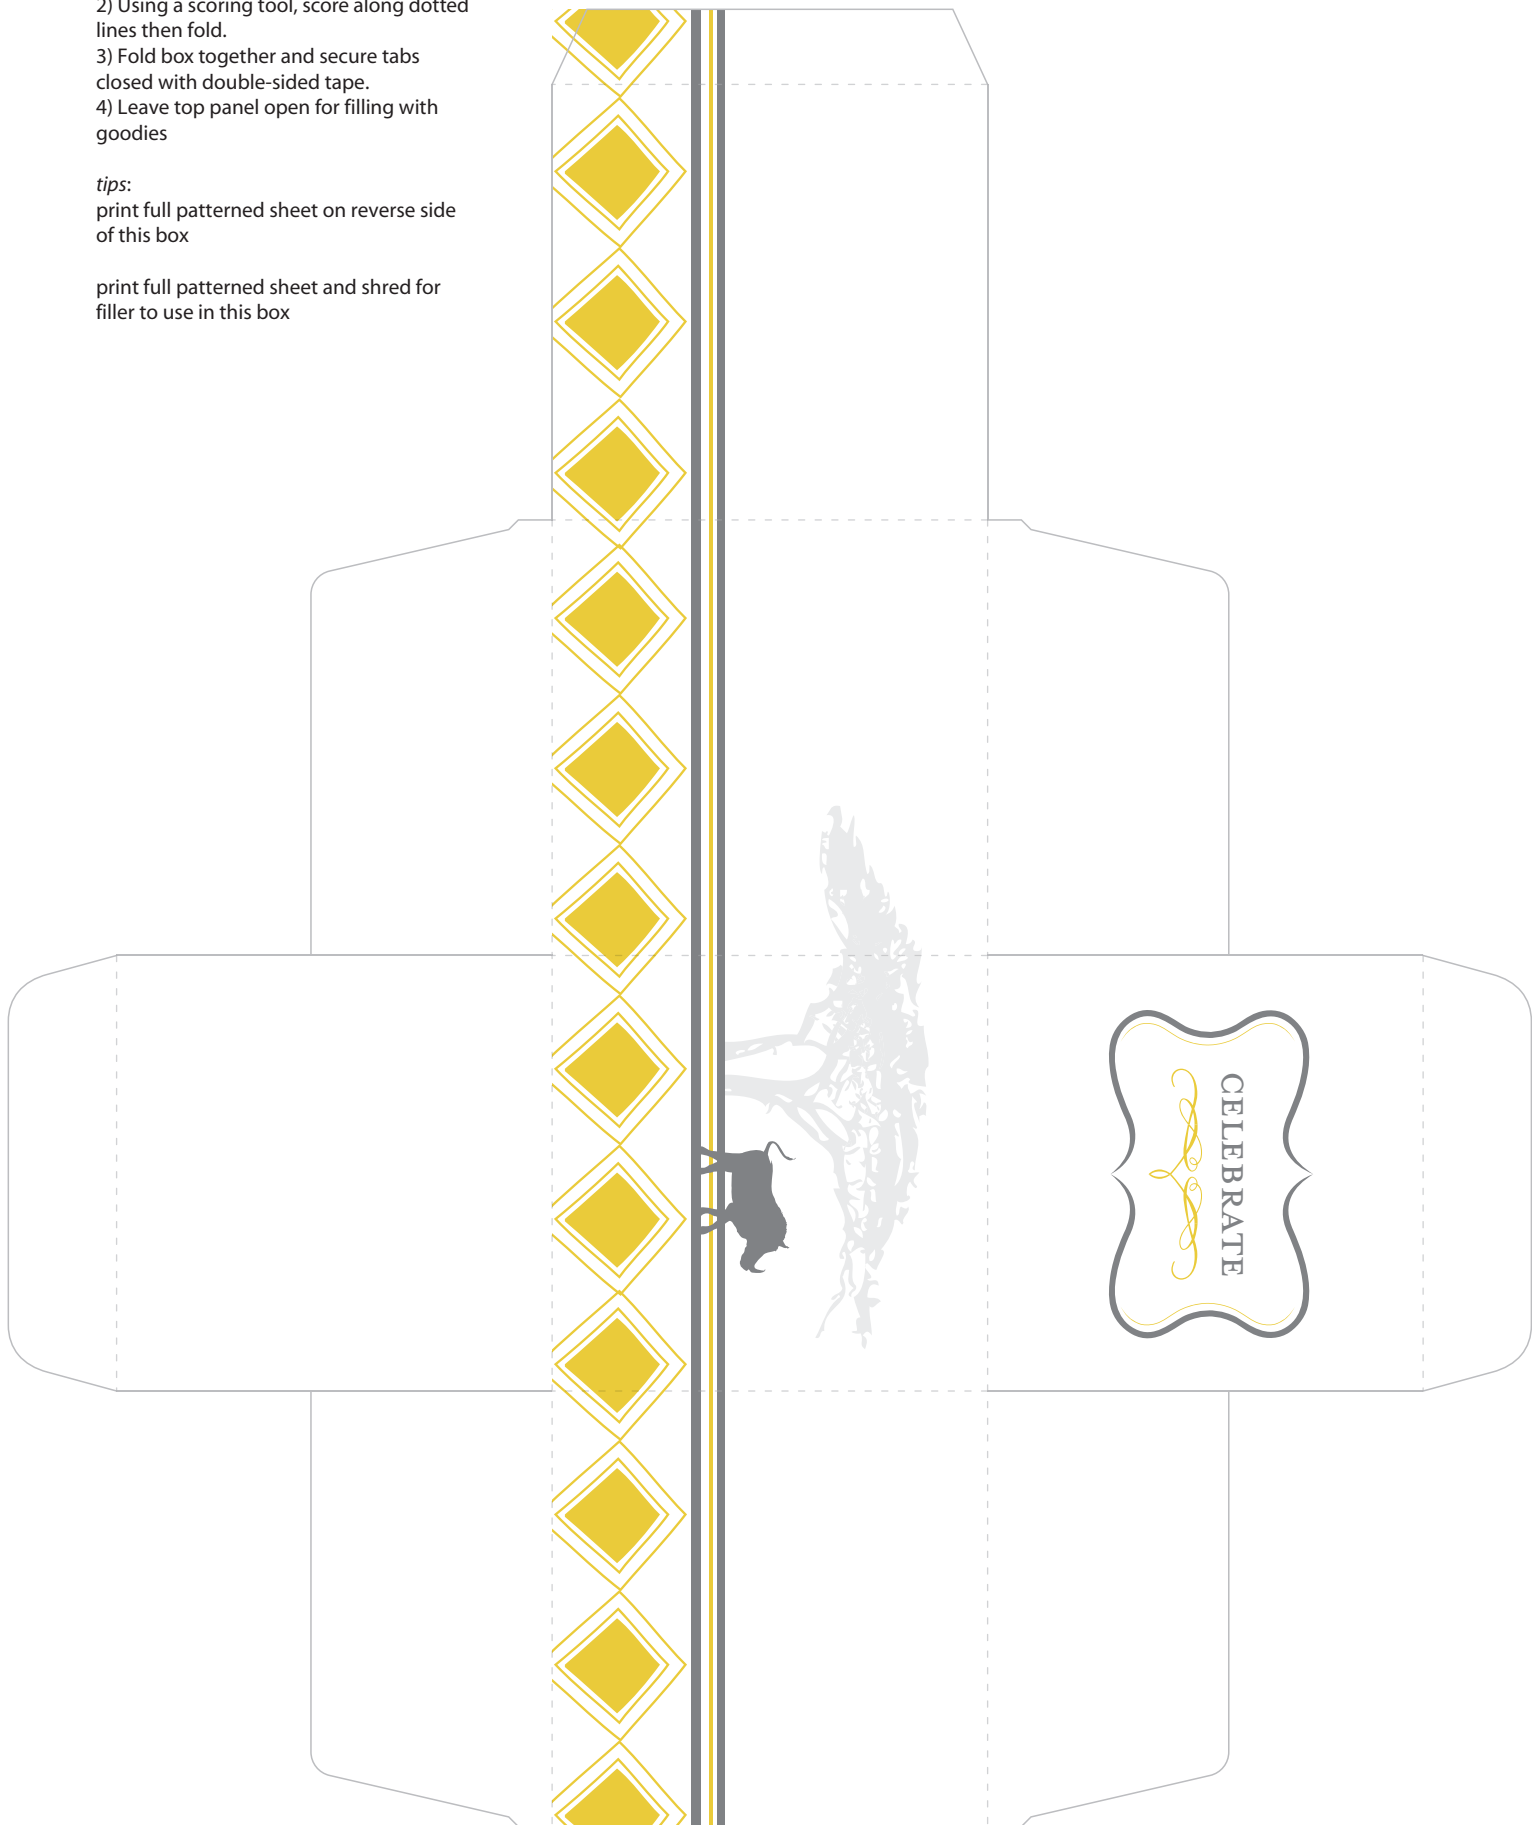 2) Using a scoring tool, score along dotted
lines then fold.
3) Fold box together and secure tabs
closed with double-sided tape.
4) Leave top panel open for filling with
goodies
tips:
print full patterned sheet on reverse side
of this box
print full patterned sheet and shred for
filler to use in this box
CELEBRATE